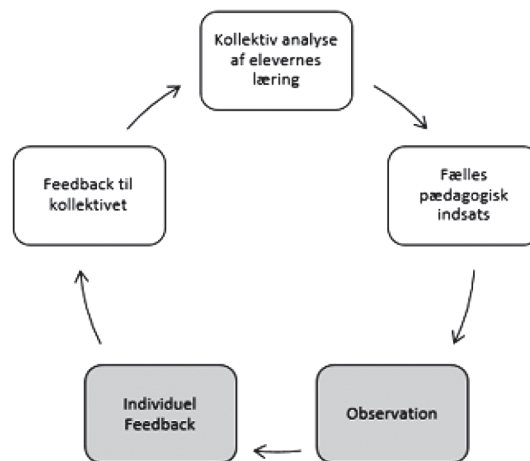 Kollektiv analyse
af elevernes
læring
Fælles
pædagogisk
indsats
Observation
Individuel
Feedback
Feedback til
kollektivet